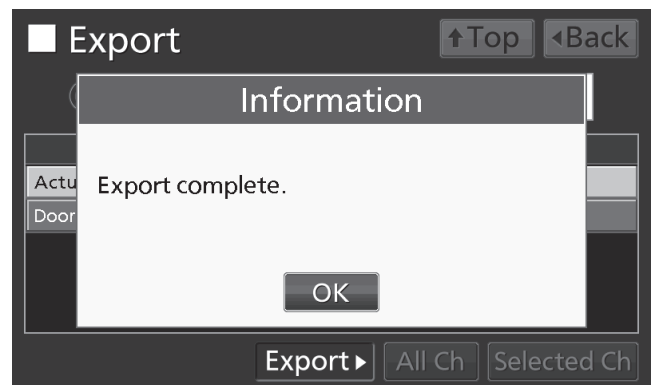 Export
Top
Back
Information
Actu
Export complete.
Door
OK
Export
All Ch
Selected Ch